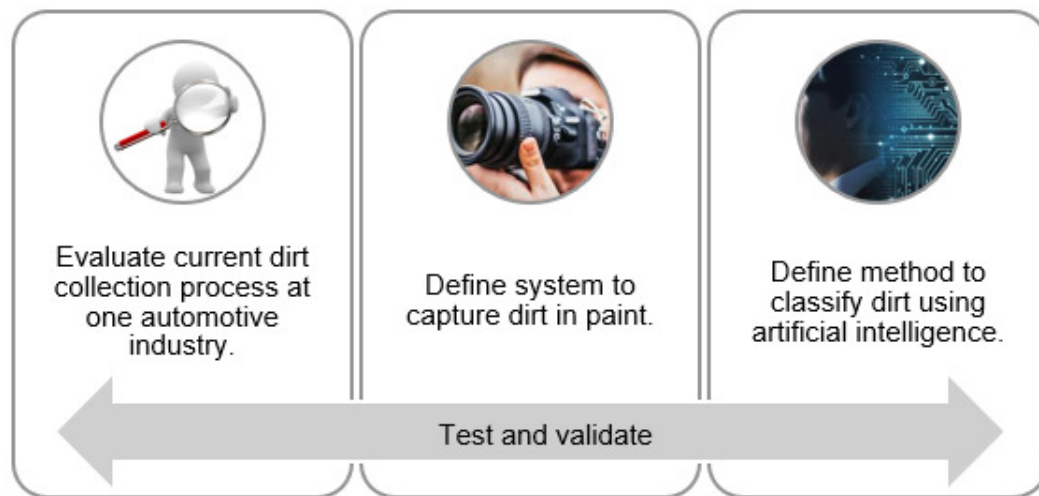 Evaluate current dirt
collection process at
one automotive
industry.
Define system to
capture dirt in paint.
Define method to
classify dirt using
artificial intelligence.
Test and validate